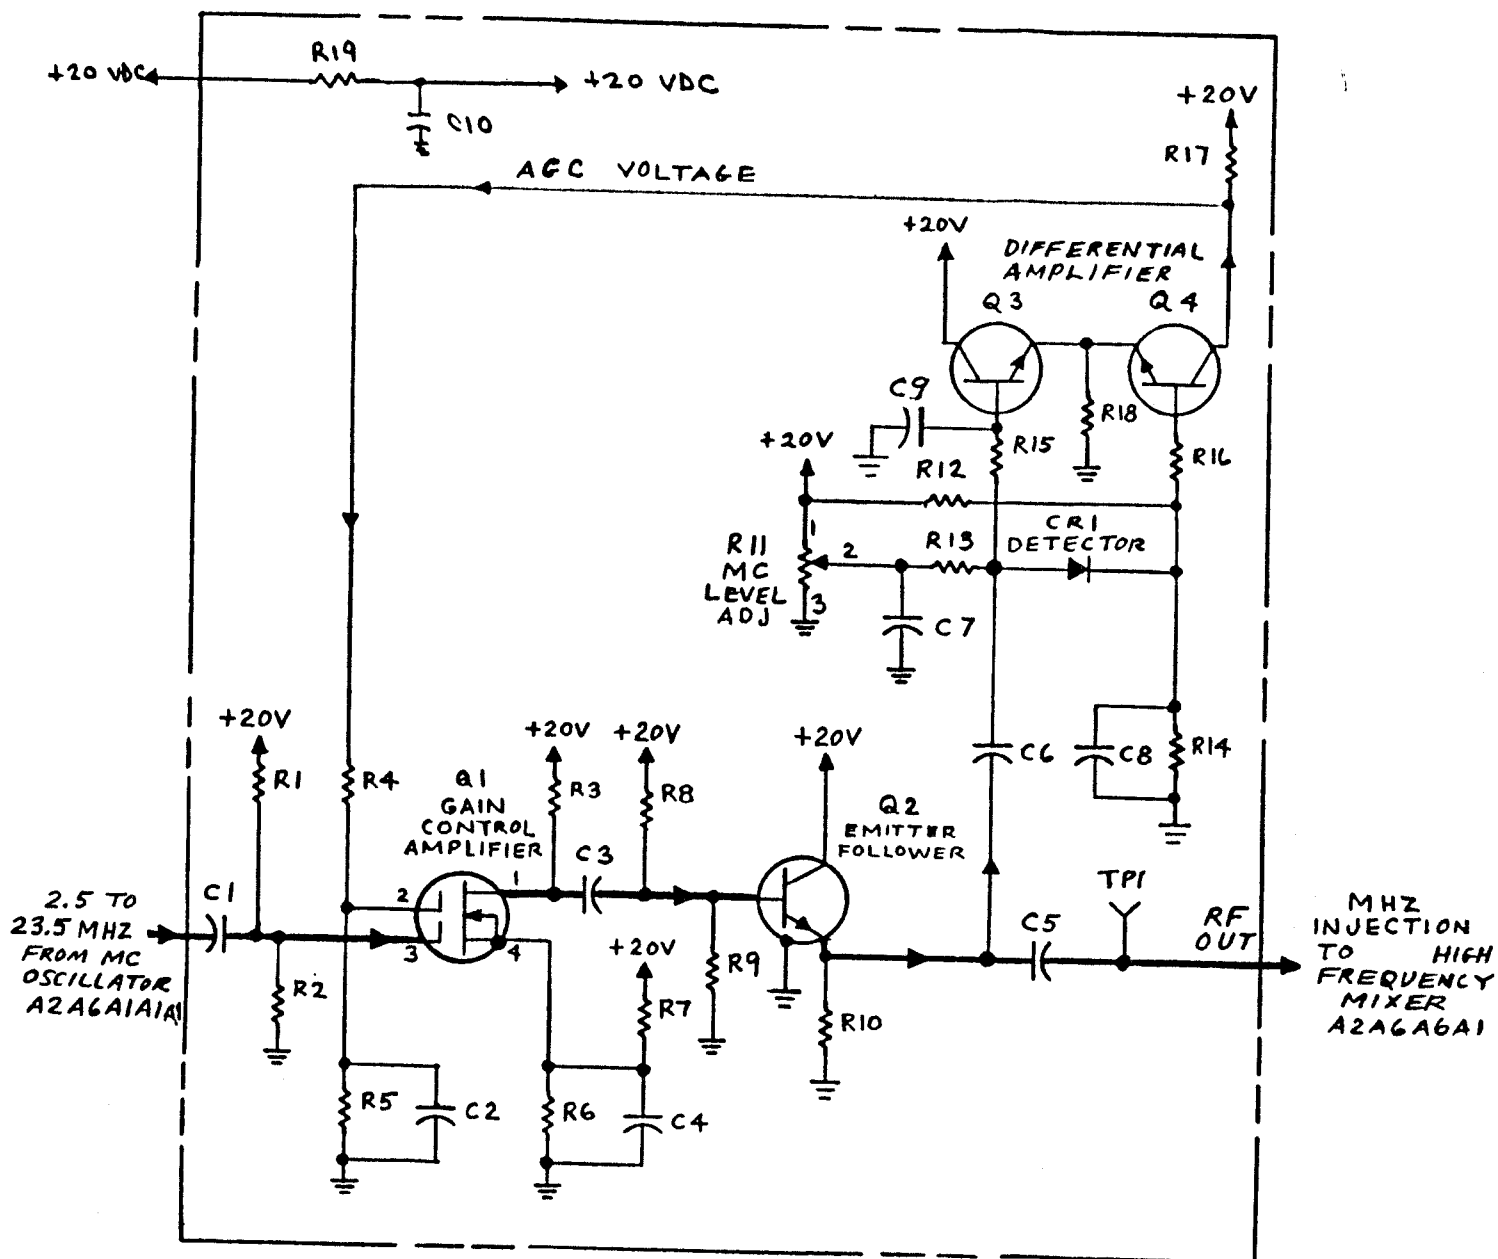 R19
+20 VDC
+20 VDC
C10
+20V
R17
AGC VOLTAGE
+20V
DIFFERENTIAL
AMPLIFIER
Q3
Q4
C9
R18
+20V
R15
R16
R12
1
CR1
DETECTOR
R11
MC
LEVEL
ADJ
2
R13
3
C7
+20V
R1
R4
Q1
GAIN
CONTROL
AMPLIFIER
+20V
R3
+20V
R8
+20V
C6
C8
R14
Q2
EMITTER
FOLLOWER
C3
1
2
3
4
C1
2.5 TO
23.5 MHZ
FROM MC
OSCILLATOR
A2A6A1A1A1
R2
+20V
R7
R9
R10
C5
TP1
RF
OUT
MHZ
INJECTION
TO HIGH
FREQUENCY
MIXER
A2A6A6A1
R5
C2
R6
C4